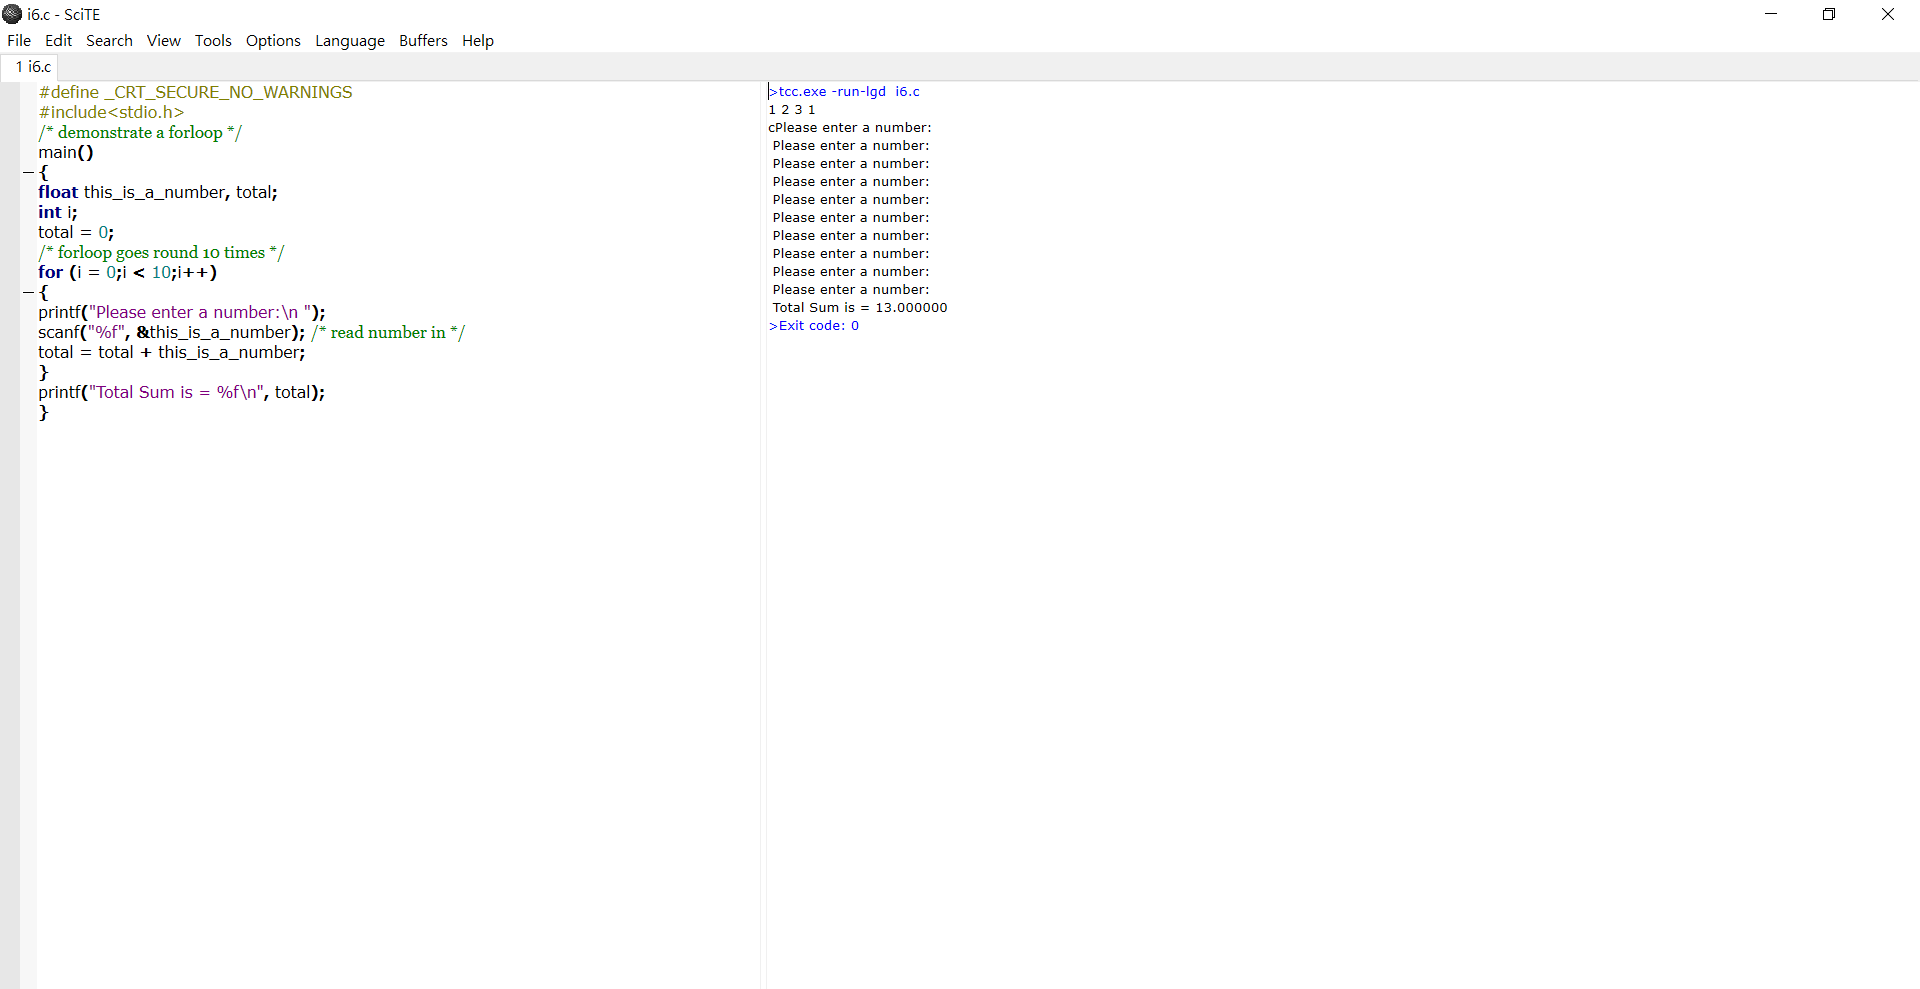 i6.c - SciTE
File Edit Search View Tools Options Language Buffers Help
1 i6.c
#define _CRT_SECURE_NO_WARNINGS
#include<stdio.h>
/* demonstrate a forloop */
main()
{
float this_is_a_number, total;
int i;
total = 0;
/* forloop goes round 10 times */
for (i = 0;i < 10;i++)
{
printf("Please enter a number:\n ");
scanf("%f", &this_is_a_number); /* read number in */
total = total + this_is_a_number;
}
printf("Total Sum is = %f\n", total);
}
>tcc.exe -run-lgd  i6.c
1 2 3 1
cPlease enter a number:
Please enter a number:
Please enter a number:
Please enter a number:
Please enter a number:
Please enter a number:
Please enter a number:
Please enter a number:
Please enter a number:
Please enter a number:
Total Sum is = 13.000000
>Exit code: 0